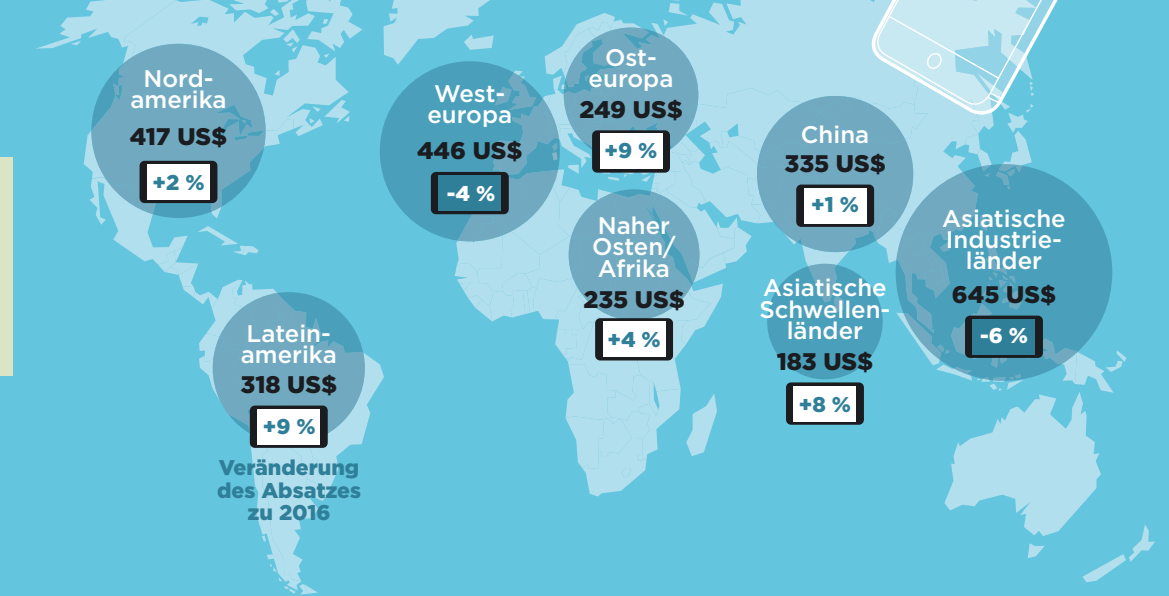 Nord-
amerika
417 US$
+2 %
West-
europa
446 US$
-4 %
Ost-
europa
249 US$
+9 %
Naher
Osten/
Afrika
235 US$
+4 %
China
335 US$
+1 %
Asiatische
Schwellen-
länder
183 US$
+8 %
Asiatische
Industrie-
länder
645 US$
-6 %
Latein-
amerika
318 US$
+9 %
Veränderung
des Absatzes
zu 2016